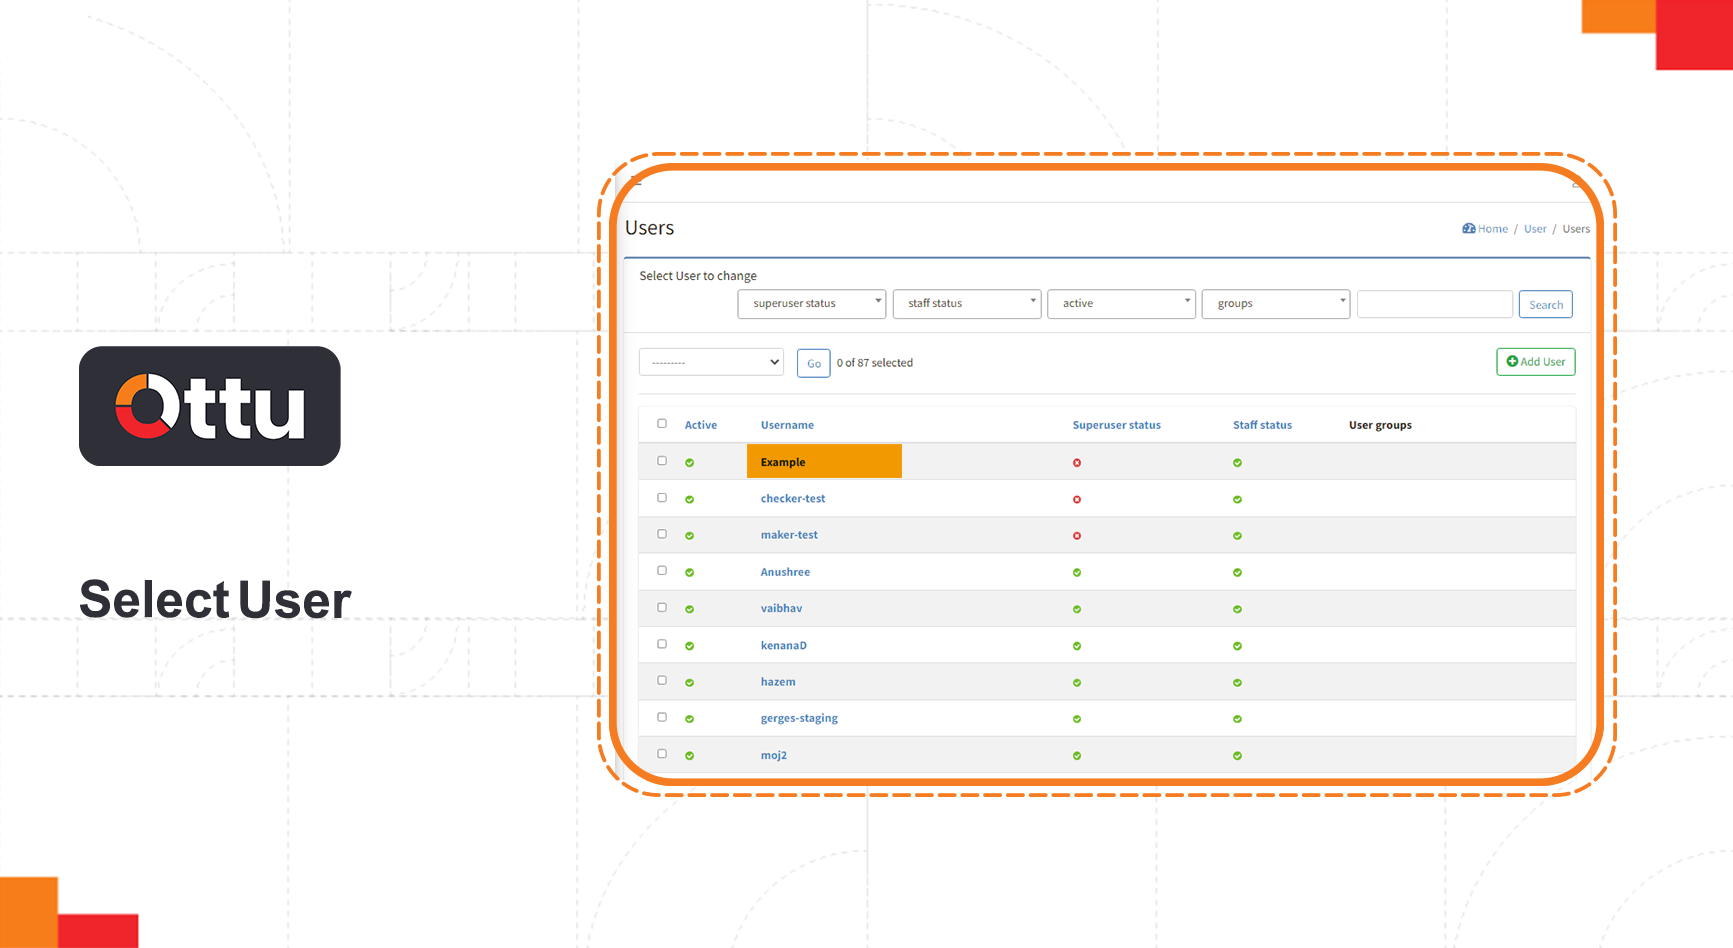 Ottu
Select User
Users
Home / User / Users
Select User to change
superuser status staff status active groups Search
--------- Go 0 of 87 selected Add User
Active Username Superuser status Staff status User groups
Example
checker-test
maker-test
Anushree
vaibhav
kenanaD
hazem
gerges-staging
moj2